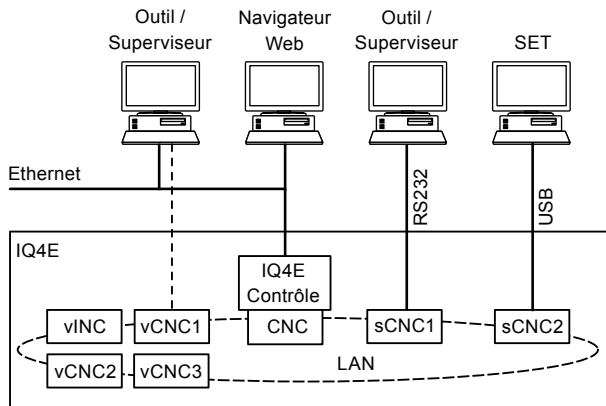 Outil /
Superviseur
Navigateur
Web
Outil /
Superviseur
SET
Ethernet
RS232
USB
IQ4E
IQ4E
Contrôle
vINC
vCNC1
CNC
sCNC1
sCNC2
LAN
vCNC2
vCNC3